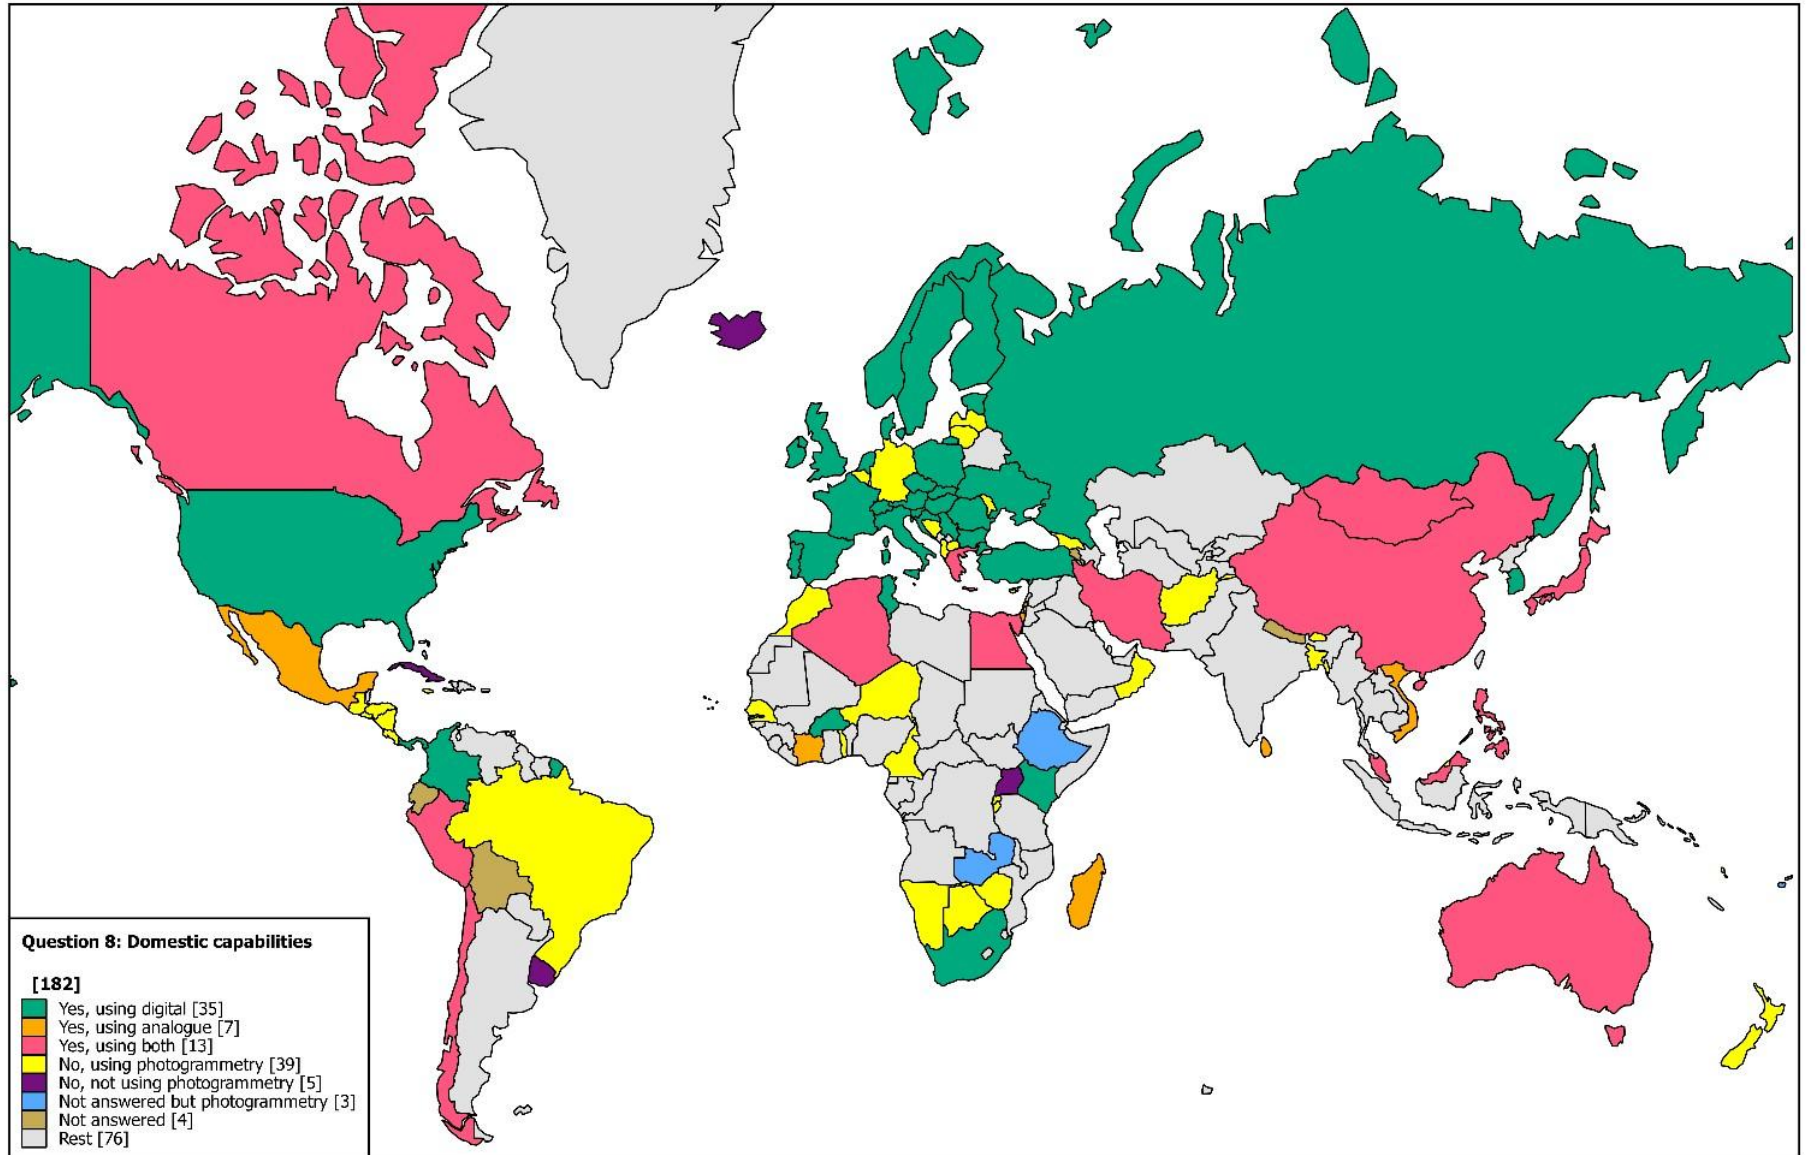 Question 8: Domestic capabilities
[182]
Yes, using digital [35]
Yes, using analogue [7]
Yes, using both [13]
No, using photogrammetry [39]
No, not using photogrammetry [5]
Not answered but photogrammetry [3]
Not answered [4]
Rest [76]